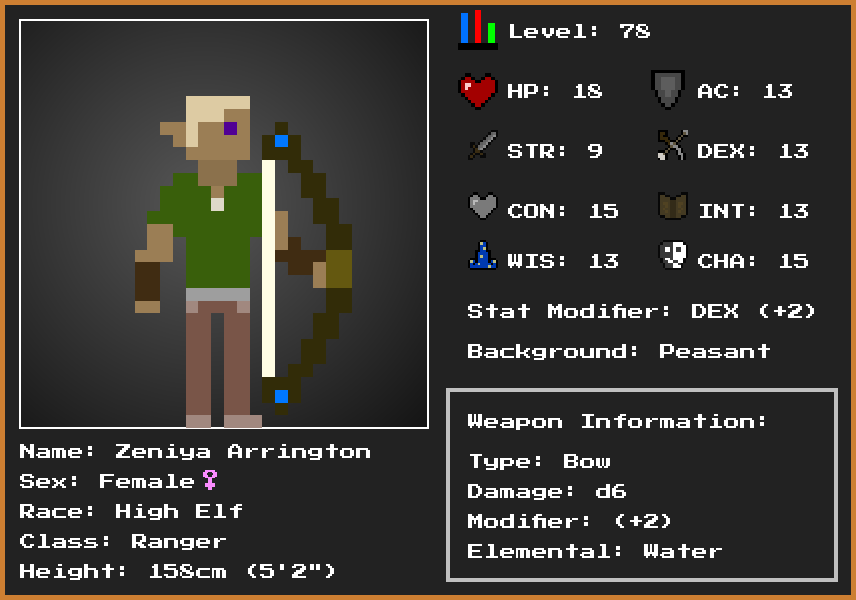 Level: 78
HP: 18 AC: 13
STR: 9 DEX: 13
CON: 15 INT: 13
WIS: 13 CHA: 15
Stat Modifier: DEX (+2)
Background: Peasant
Weapon Information:
Type: Bow
Damage: d6
Modifier: (+2)
Elemental: Water
Name: Zeniya Arrington
Sex: Female♀
Race: High Elf
Class: Ranger
Height: 158cm (5'2")